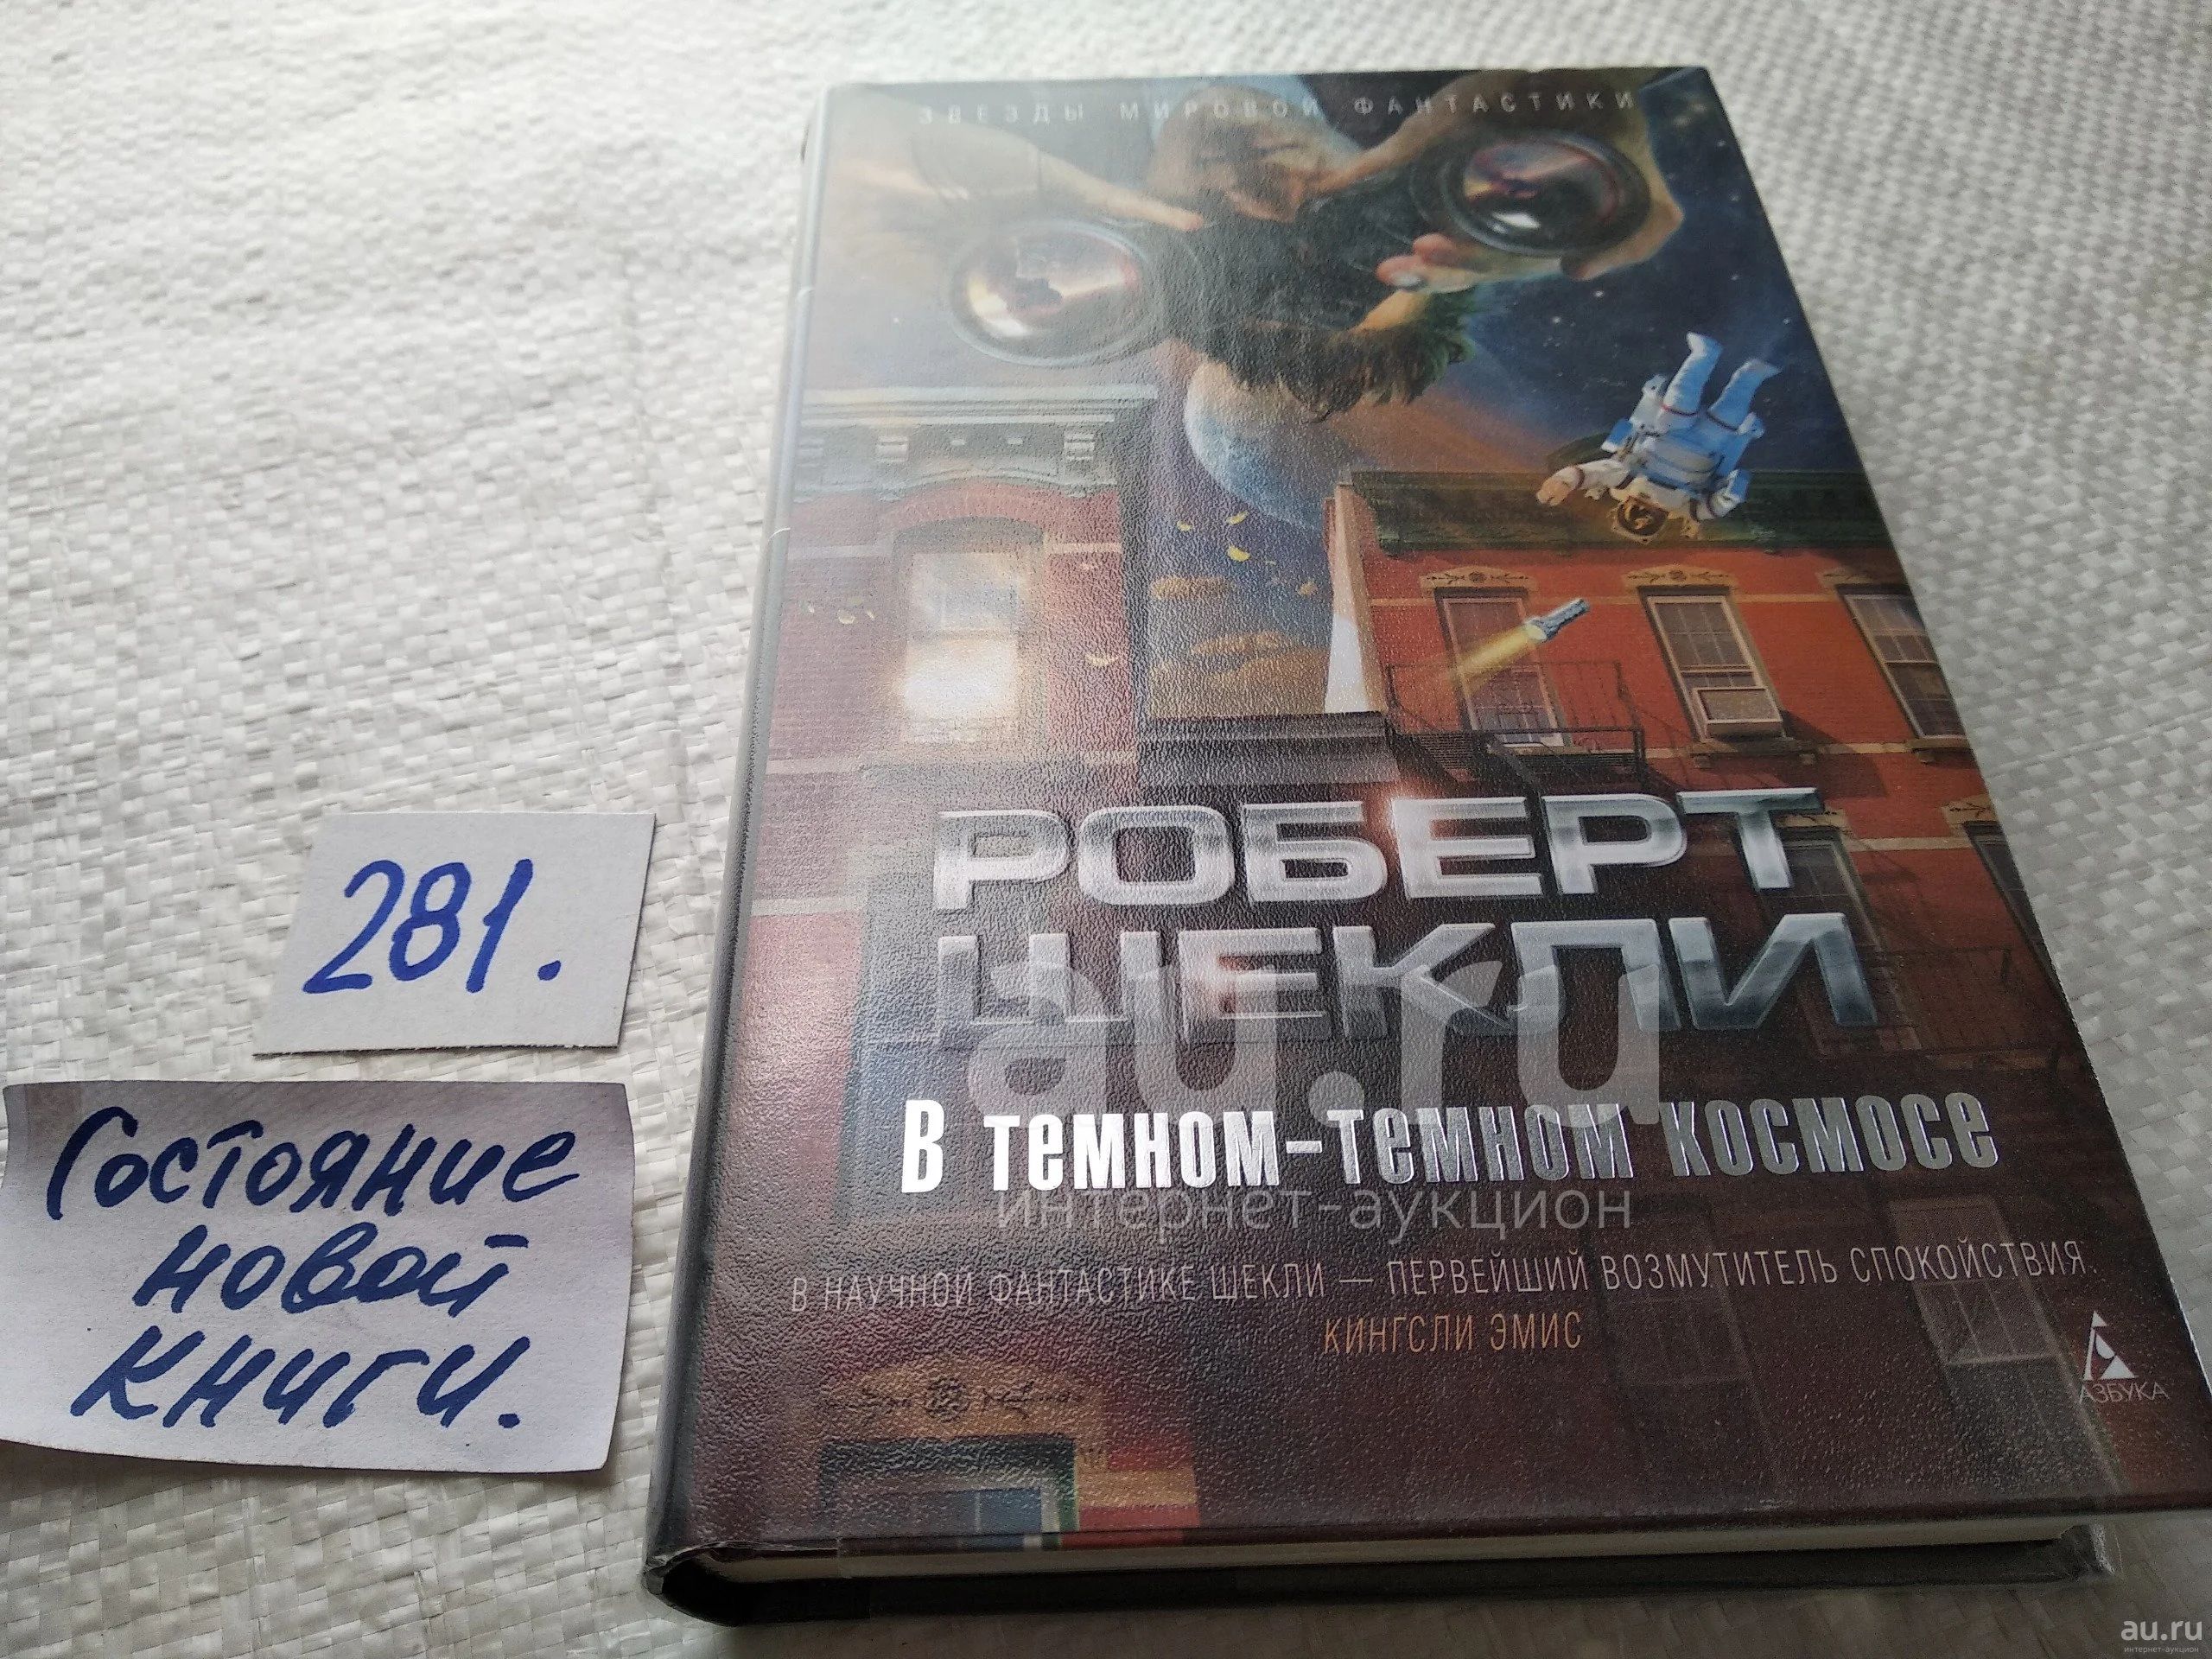 ЗВЕЗДЫ МИРОВОЙ ФАНТАСТИКИ
РОБЕРТ
ШЕКЛИ
В темном-темном космосе
В НАУЧНОЙ ФАНТАСТИКЕ ШЕКЛИ — ПЕРВЕЙШИЙ ВОЗМУТИТЕЛЬ СПОКОЙСТВИЯ.
КИНГСЛИ ЭМИС
АЗБУКА
281.
Состояние
новой
книги.
au.ru
интернет-аукцион
au.ru
интернет-аукцион